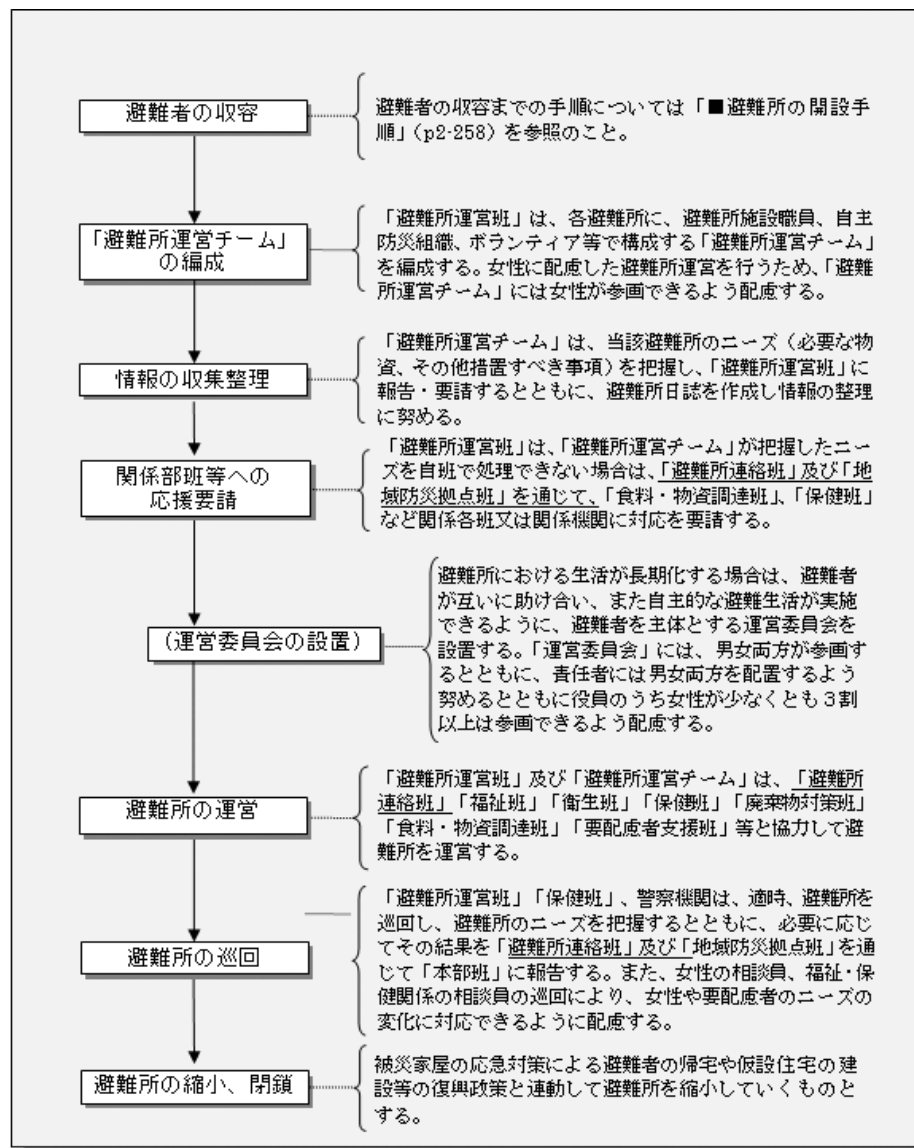 避難者の収容
避難者の収容までの手順については「■避難所の開設手
順」(p2-258)を参照のこと。
「避難所運営チーム」
の編成
「避難所運営班」は、各避難所に、避難所施設職員、自主
防災組織、ボランティア等で構成する「避難所運営チーム」
を編成する。女性に配慮した避難所運営を行うため、「避難
所運営チーム」には女性が参画できるよう配慮する。
情報の収集整理
「避難所運営チーム」は、当該避難所のニーズ(必要な物
資、その他措置すべき事項)を把握し、「避難所運営班」に
報告・要請するとともに、避難所日誌を作成し情報の整理
に努める。
関係部班等への
応援要請
「避難所運営班」は、「避難所運営チーム」が把握したニー
ズを自班で処理できない場合は、「避難所連絡班」及び「地
域防災拠点班」を通じて、「食料・物資調達班」、「保健班」
など関係各班又は関係機関に対応を要請する。
(運営委員会の設置)
避難所における生活が長期化する場合は、避難者
が互いに助け合い、また自主的な避難生活が実施
できるように、避難者を主体とする運営委員会を
設置する。「運営委員会」には、男女両方が参画す
るとともに、責任者には男女両方を配置するよう
努めるとともに役員のうち女性が少なくとも3割
以上は参画できるよう配慮する。
避難所の運営
「避難所運営班」及び「避難所運営チーム」は、「避難所
連絡班」「福祉班」「衛生班」「保健班」「廃棄物対策班」
「食料・物資調達班」「要配慮者支援班」等と協力して避
難所を運営する。
避難所の巡回
「避難所運営班」「保健班」、警察機関は、適時、避難所を
巡回し、避難所のニーズを把握するとともに、必要に応じ
てその結果を「避難所連絡班」及び「地域防災拠点班」を通
じて「本部班」に報告する。また、女性の相談員、福祉・保
健関係の相談員の巡回により、女性や要配慮者のニーズの
変化に対応できるように配慮する。
避難所の縮小、閉鎖
被災家屋の応急対策による避難者の帰宅や仮設住宅の建
設等の復興政策と連動して避難所を縮小していくものと
する。